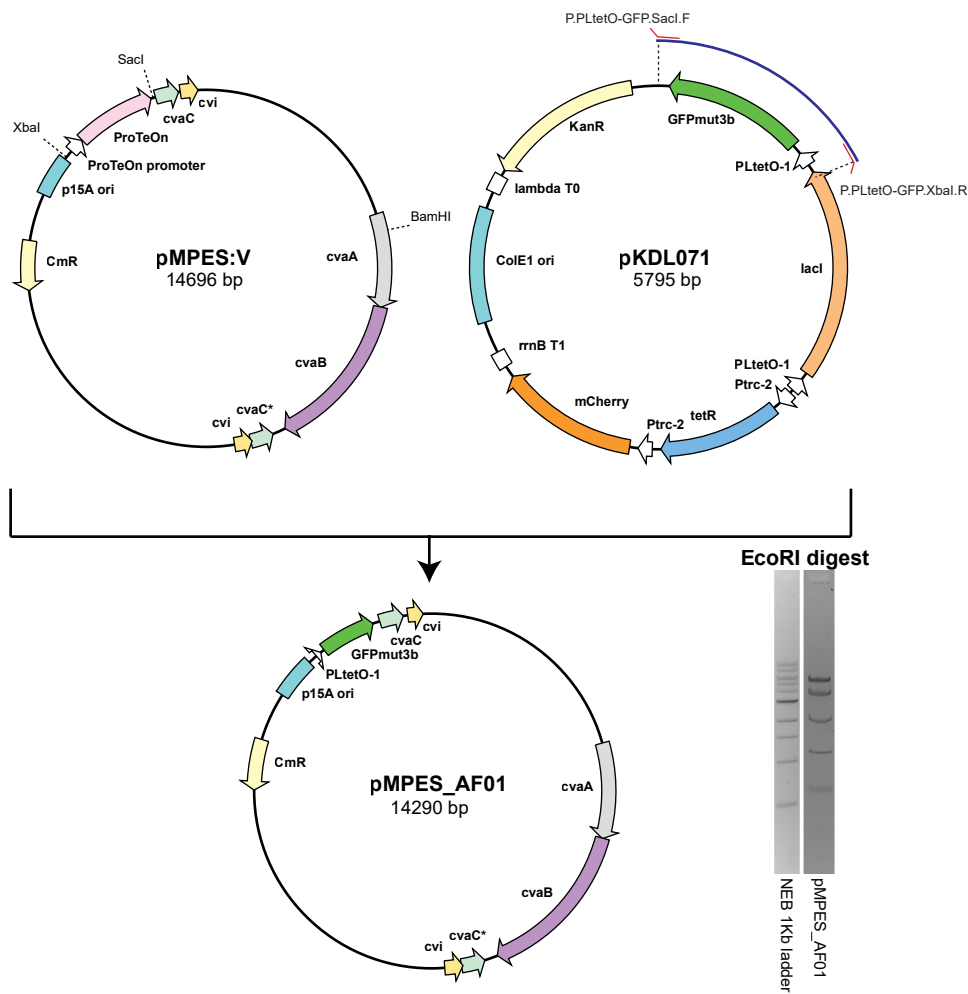 P.PLtetO-GFP.SacI.F
SacI
cvaC
cvi
XbaI
ProTeOn
ProTeOn promoter
p15A ori
BamHI
CmR
pMPES:V
14696 bp
cvaA
cvaB
cvaC*
cvi
KanR
GFPmut3b
PLtetO-1
P.PLtetO-GFP.XbaI.R
lambda T0
ColE1 ori
pKDL071
5795 bp
lacI
rrnB T1
PLtetO-1
Ptrc-2
mCherry
tetR
Ptrc-2
EcoRI digest
cvi
cvaC
GFPmut3b
PLtetO-1
p15A ori
CmR
pMPES_AF01
14290 bp
cvaA
cvaB
cvaC*
cvi
NEB 1Kb ladder
pMPES_AF01